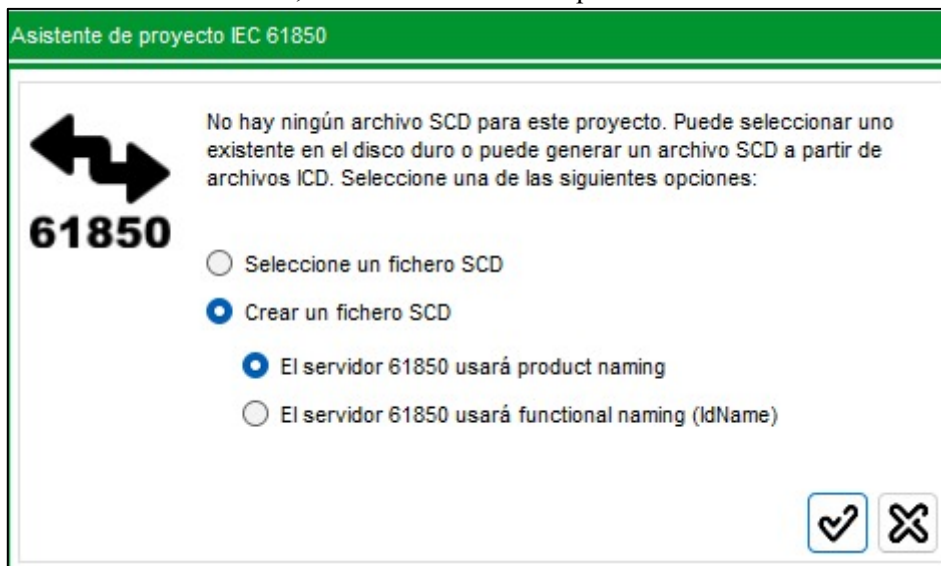 Asistente de proyecto IEC 61850
No hay ningún archivo SCD para este proyecto. Puede seleccionar uno
existente en el disco duro o puede generar un archivo SCD a partir de
archivos ICD. Seleccione una de las siguientes opciones:
61850
Seleccione un fichero SCD
Crear un fichero SCD
El servidor 61850 usará product naming
El servidor 61850 usará functional naming (IdName)